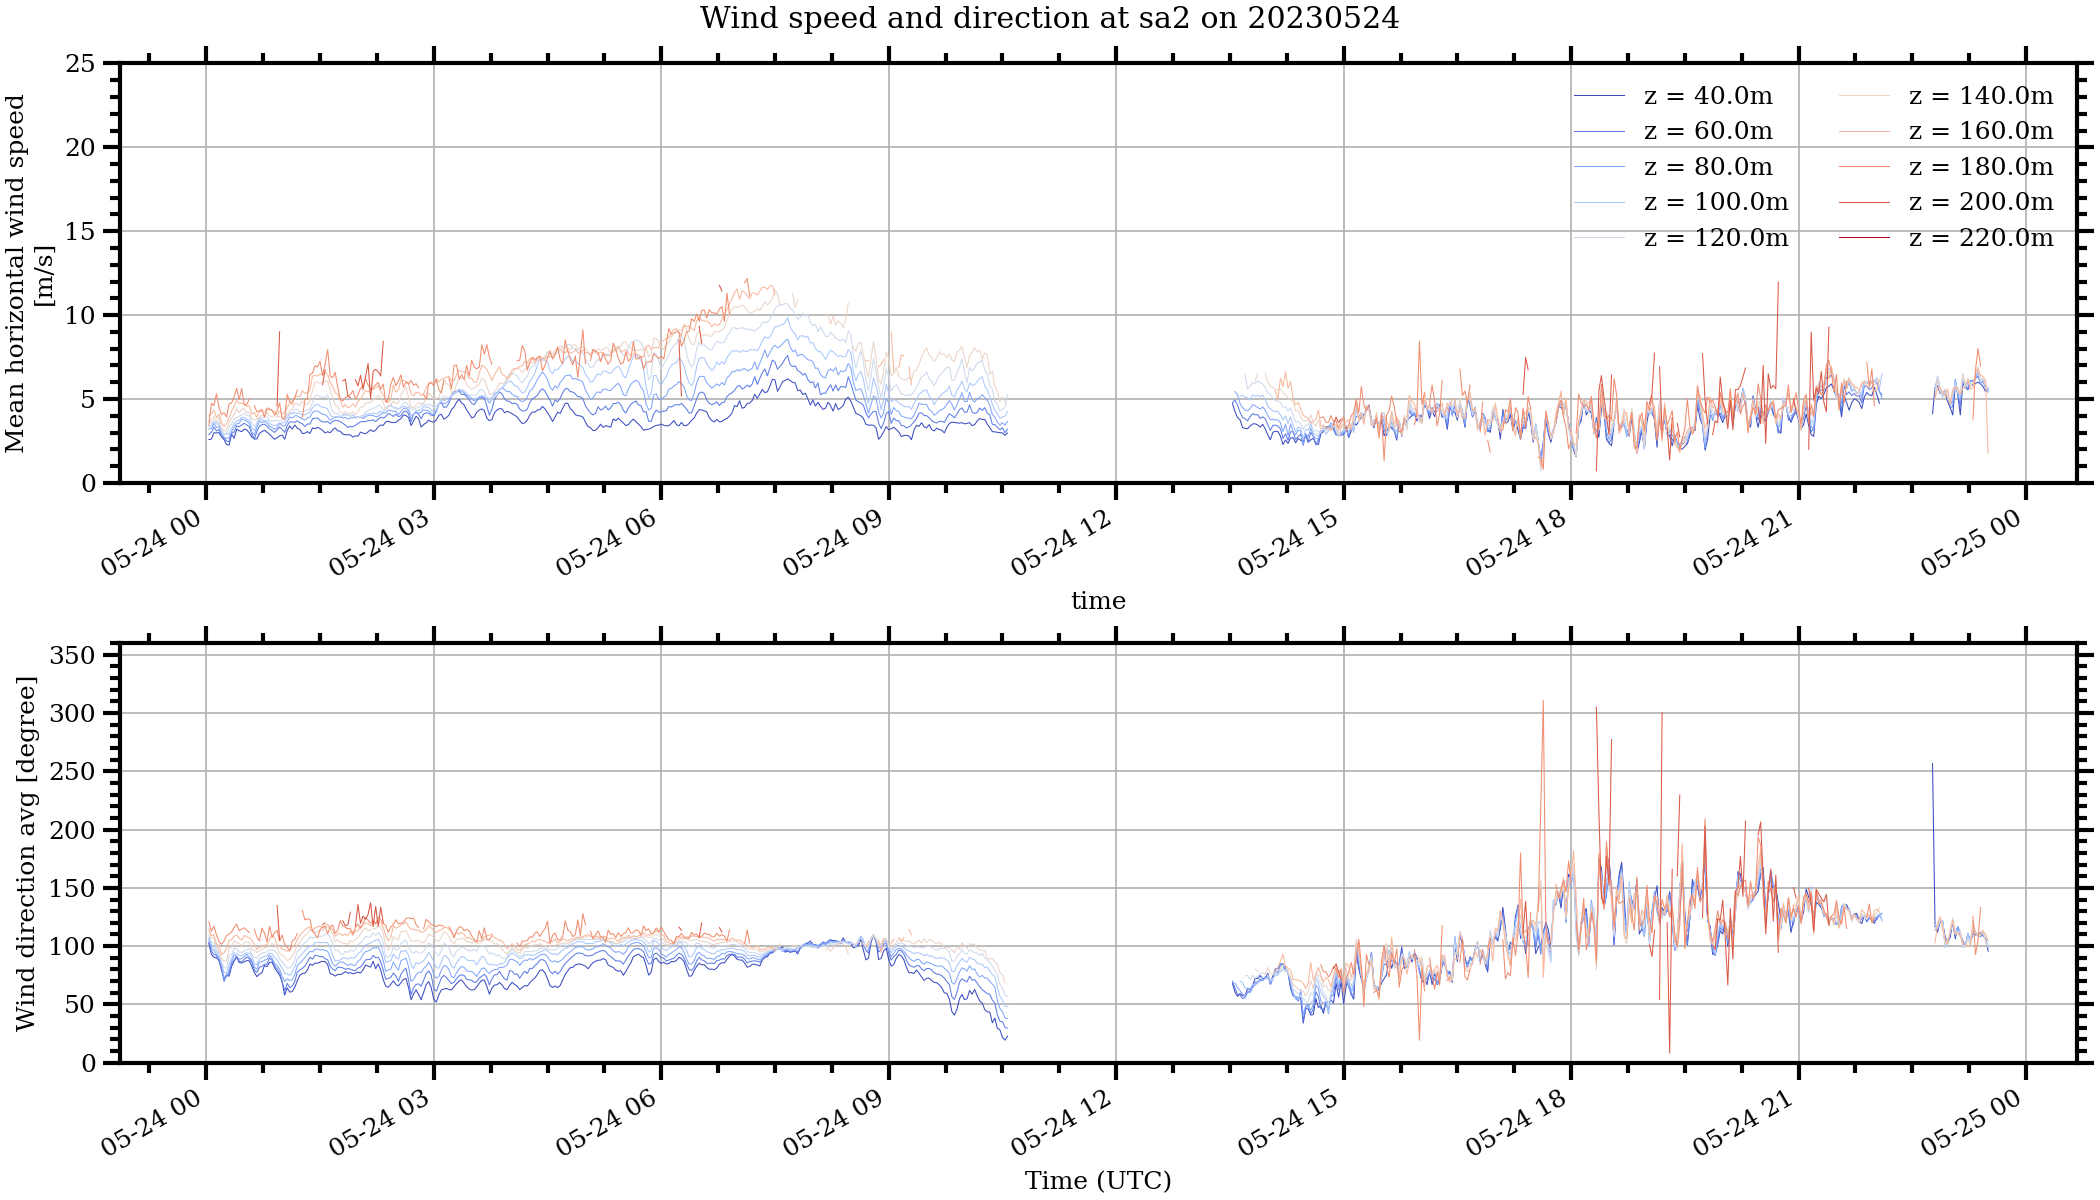 Wind speed and direction at sa2 on 20230524
Mean horizontal wind speed
[m/s]
25
20
15
10
5
0
z = 40.0m
z = 60.0m
z = 80.0m
z = 100.0m
z = 120.0m
z = 140.0m
z = 160.0m
z = 180.0m
z = 200.0m
z = 220.0m
05-24 00
05-24 03
05-24 06
05-24 09
05-24 12
05-24 15
05-24 18
05-24 21
05-25 00
time
Wind direction avg [degree]
350
300
250
200
150
100
50
0
05-24 00
05-24 03
05-24 06
05-24 09
05-24 12
05-24 15
05-24 18
05-24 21
05-25 00
Time (UTC)